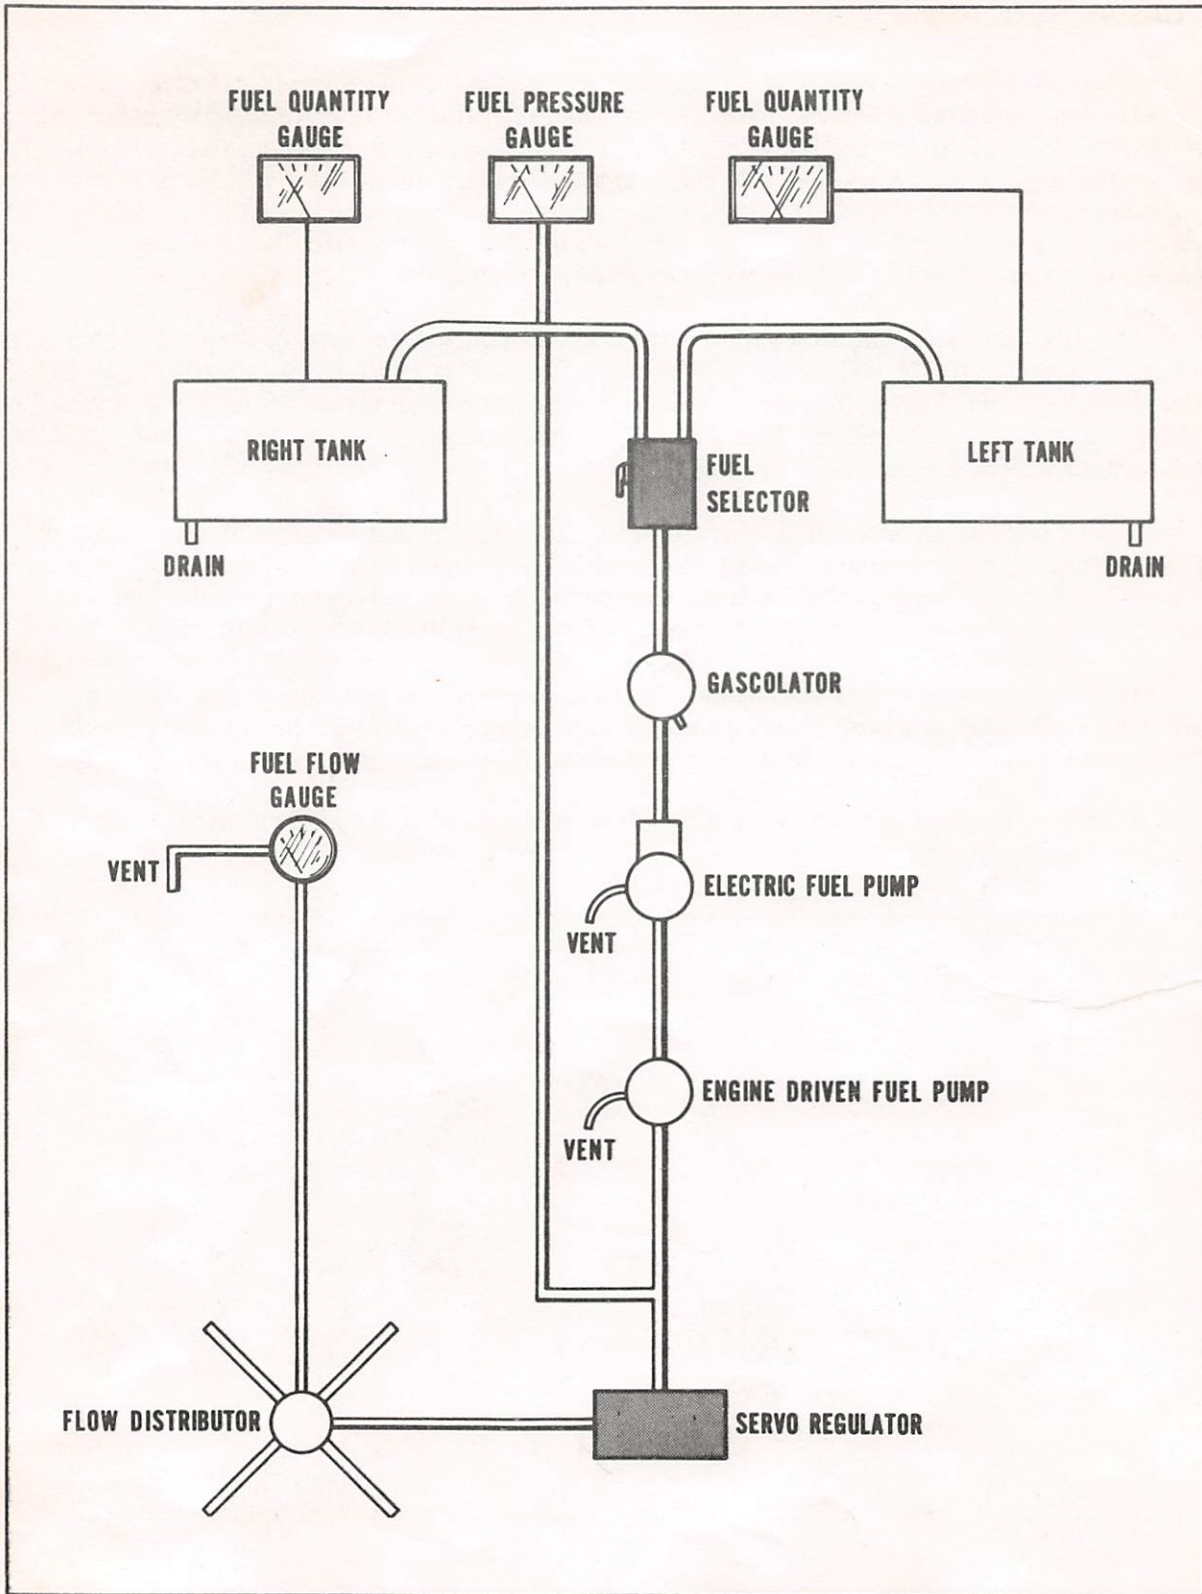 FUEL QUANTITY
GAUGE
FUEL PRESSURE
GAUGE
FUEL QUANTITY
GAUGE
RIGHT TANK
FUEL
SELECTOR
LEFT TANK
DRAIN
DRAIN
GASCOLATOR
FUEL FLOW
GAUGE
VENT
ELECTRIC FUEL PUMP
VENT
ENGINE DRIVEN FUEL PUMP
VENT
FLOW DISTRIBUTOR
SERVO REGULATOR